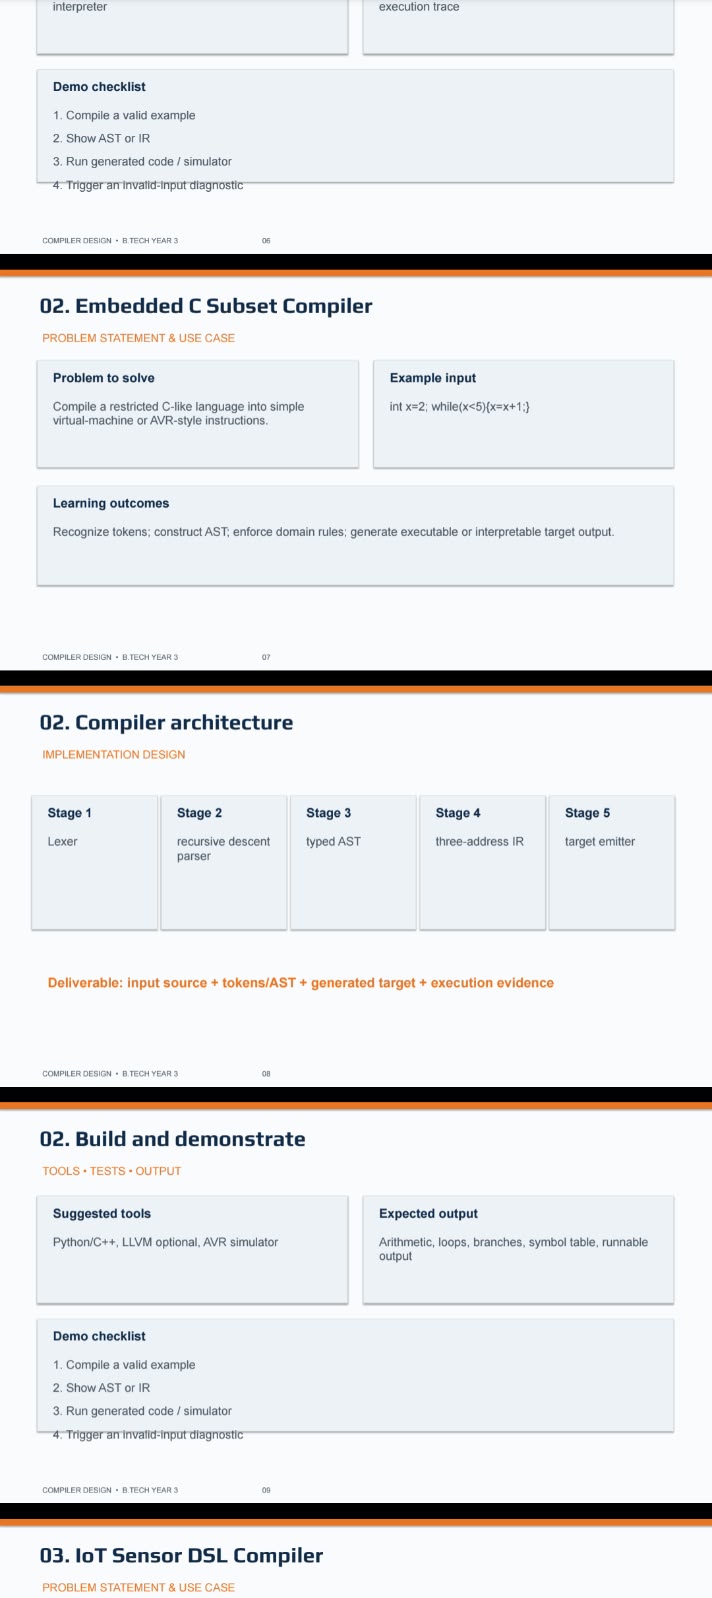 interpreter
execution trace
Demo checklist
1. Compile a valid example
2. Show AST or IR
3. Run generated code / simulator
4. Trigger an invalid-input diagnostic
COMPILER DESIGN • B.TECH YEAR 3
06
02. Embedded C Subset Compiler
PROBLEM STATEMENT & USE CASE
Problem to solve
Compile a restricted C-like language into simple
virtual-machine or AVR-style instructions.
Example input
int x=2; while(x<5){x=x+1;}
Learning outcomes
Recognize tokens; construct AST; enforce domain rules; generate executable or interpretable target output.
COMPILER DESIGN • B.TECH YEAR 3
07
02. Compiler architecture
IMPLEMENTATION DESIGN
Stage 1
Lexer
Stage 2
recursive descent
parser
Stage 3
typed AST
Stage 4
three-address IR
Stage 5
target emitter
Deliverable: input source + tokens/AST + generated target + execution evidence
COMPILER DESIGN • B.TECH YEAR 3
08
02. Build and demonstrate
TOOLS • TESTS • OUTPUT
Suggested tools
Python/C++, LLVM optional, AVR simulator
Expected output
Arithmetic, loops, branches, symbol table, runnable
output
Demo checklist
1. Compile a valid example
2. Show AST or IR
3. Run generated code / simulator
4. Trigger an invalid-input diagnostic
COMPILER DESIGN • B.TECH YEAR 3
09
03. IoT Sensor DSL Compiler
PROBLEM STATEMENT & USE CASE